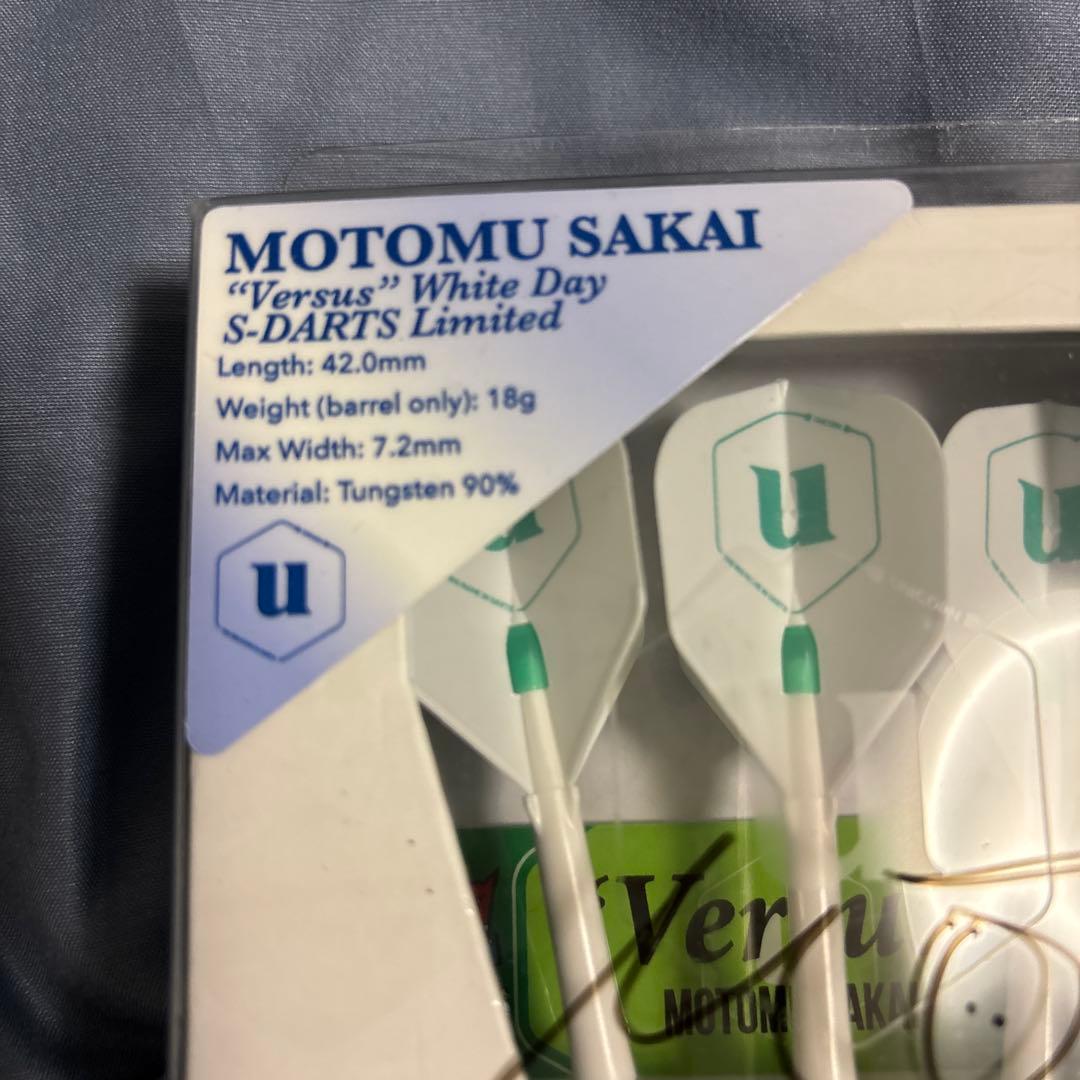 MOTOMU SAKAI
“Versus” White Day
S-DARTS Limited
Length: 42.0mm
Weight (barrel only): 18g
Max Width: 7.2mm
Material: Tungsten 90%
u
u
u
u